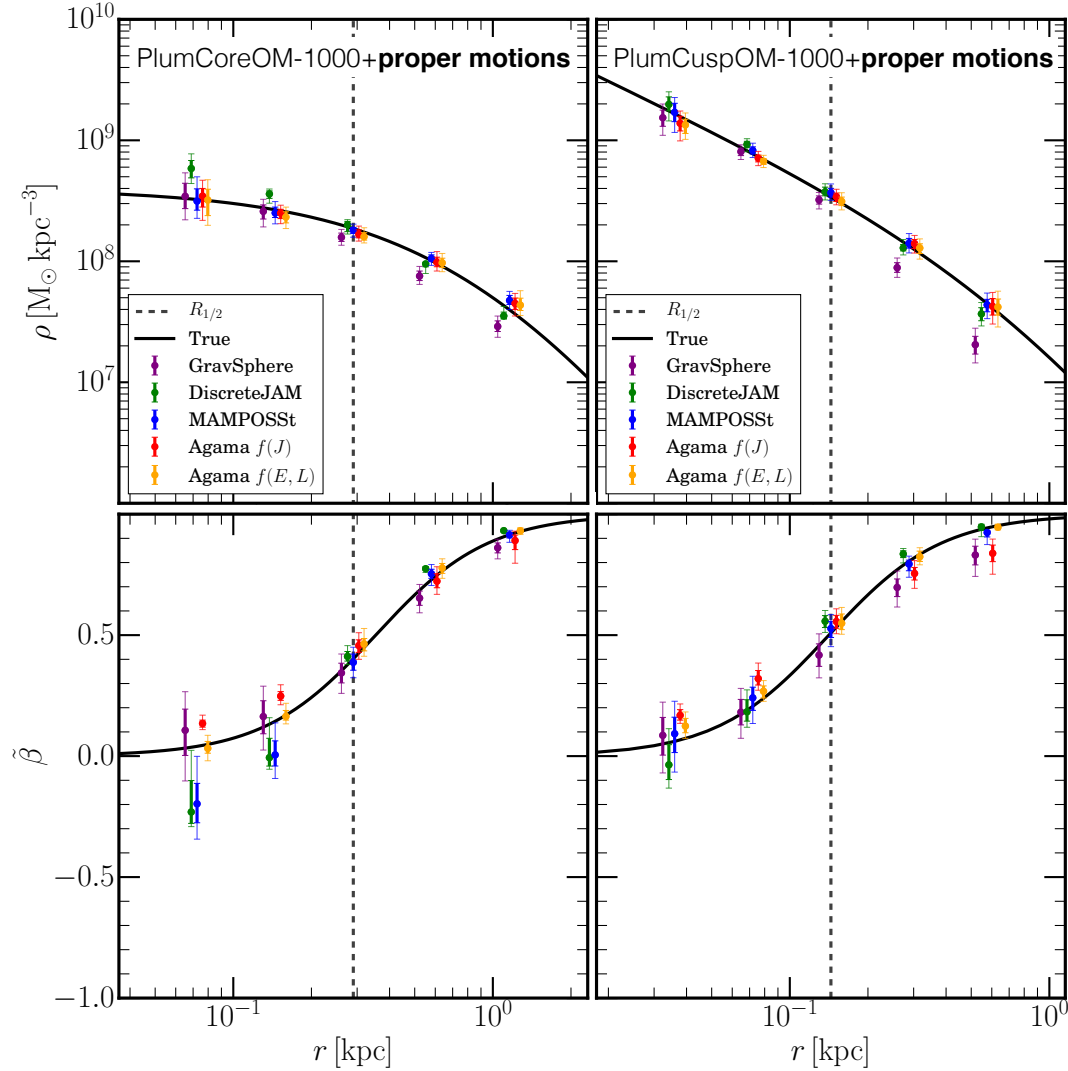 PlumCoreOM-1000+proper motions
PlumCuspOM-1000+proper motions
10^10
10^9
10^8
10^7
ρ [M⊙ kpc−3]
R1/2
True
GravSphere
DiscreteJAM
MAMPOSSt
Agama f(J)
Agama f(E, L)
R1/2
True
GravSphere
DiscreteJAM
MAMPOSSt
Agama f(J)
Agama f(E, L)
0.5
0.0
−0.5
−1.0
β̃
10^−1
10^0
10^−1
10^0
r [kpc]
r [kpc]